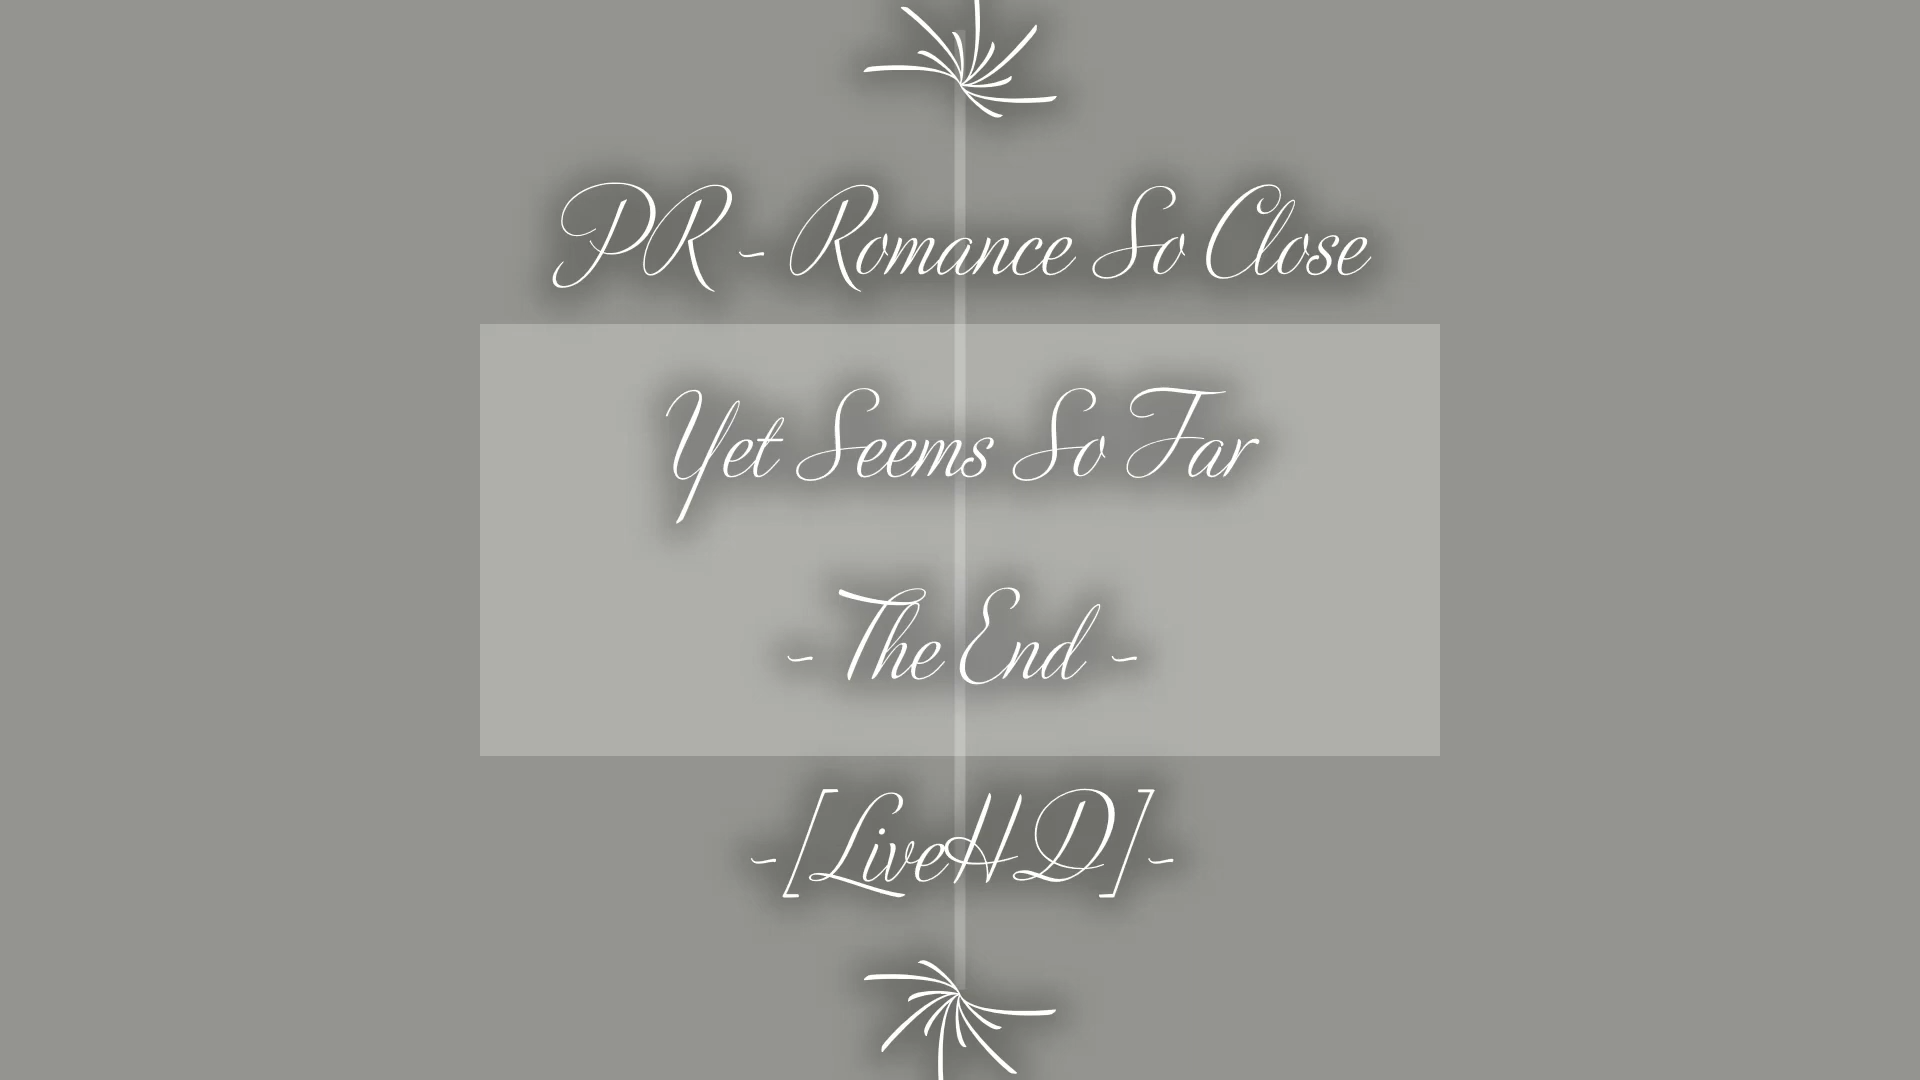 PR - Romance So Close
Yet Seems So Far
- The End -
-[LiveHD]-